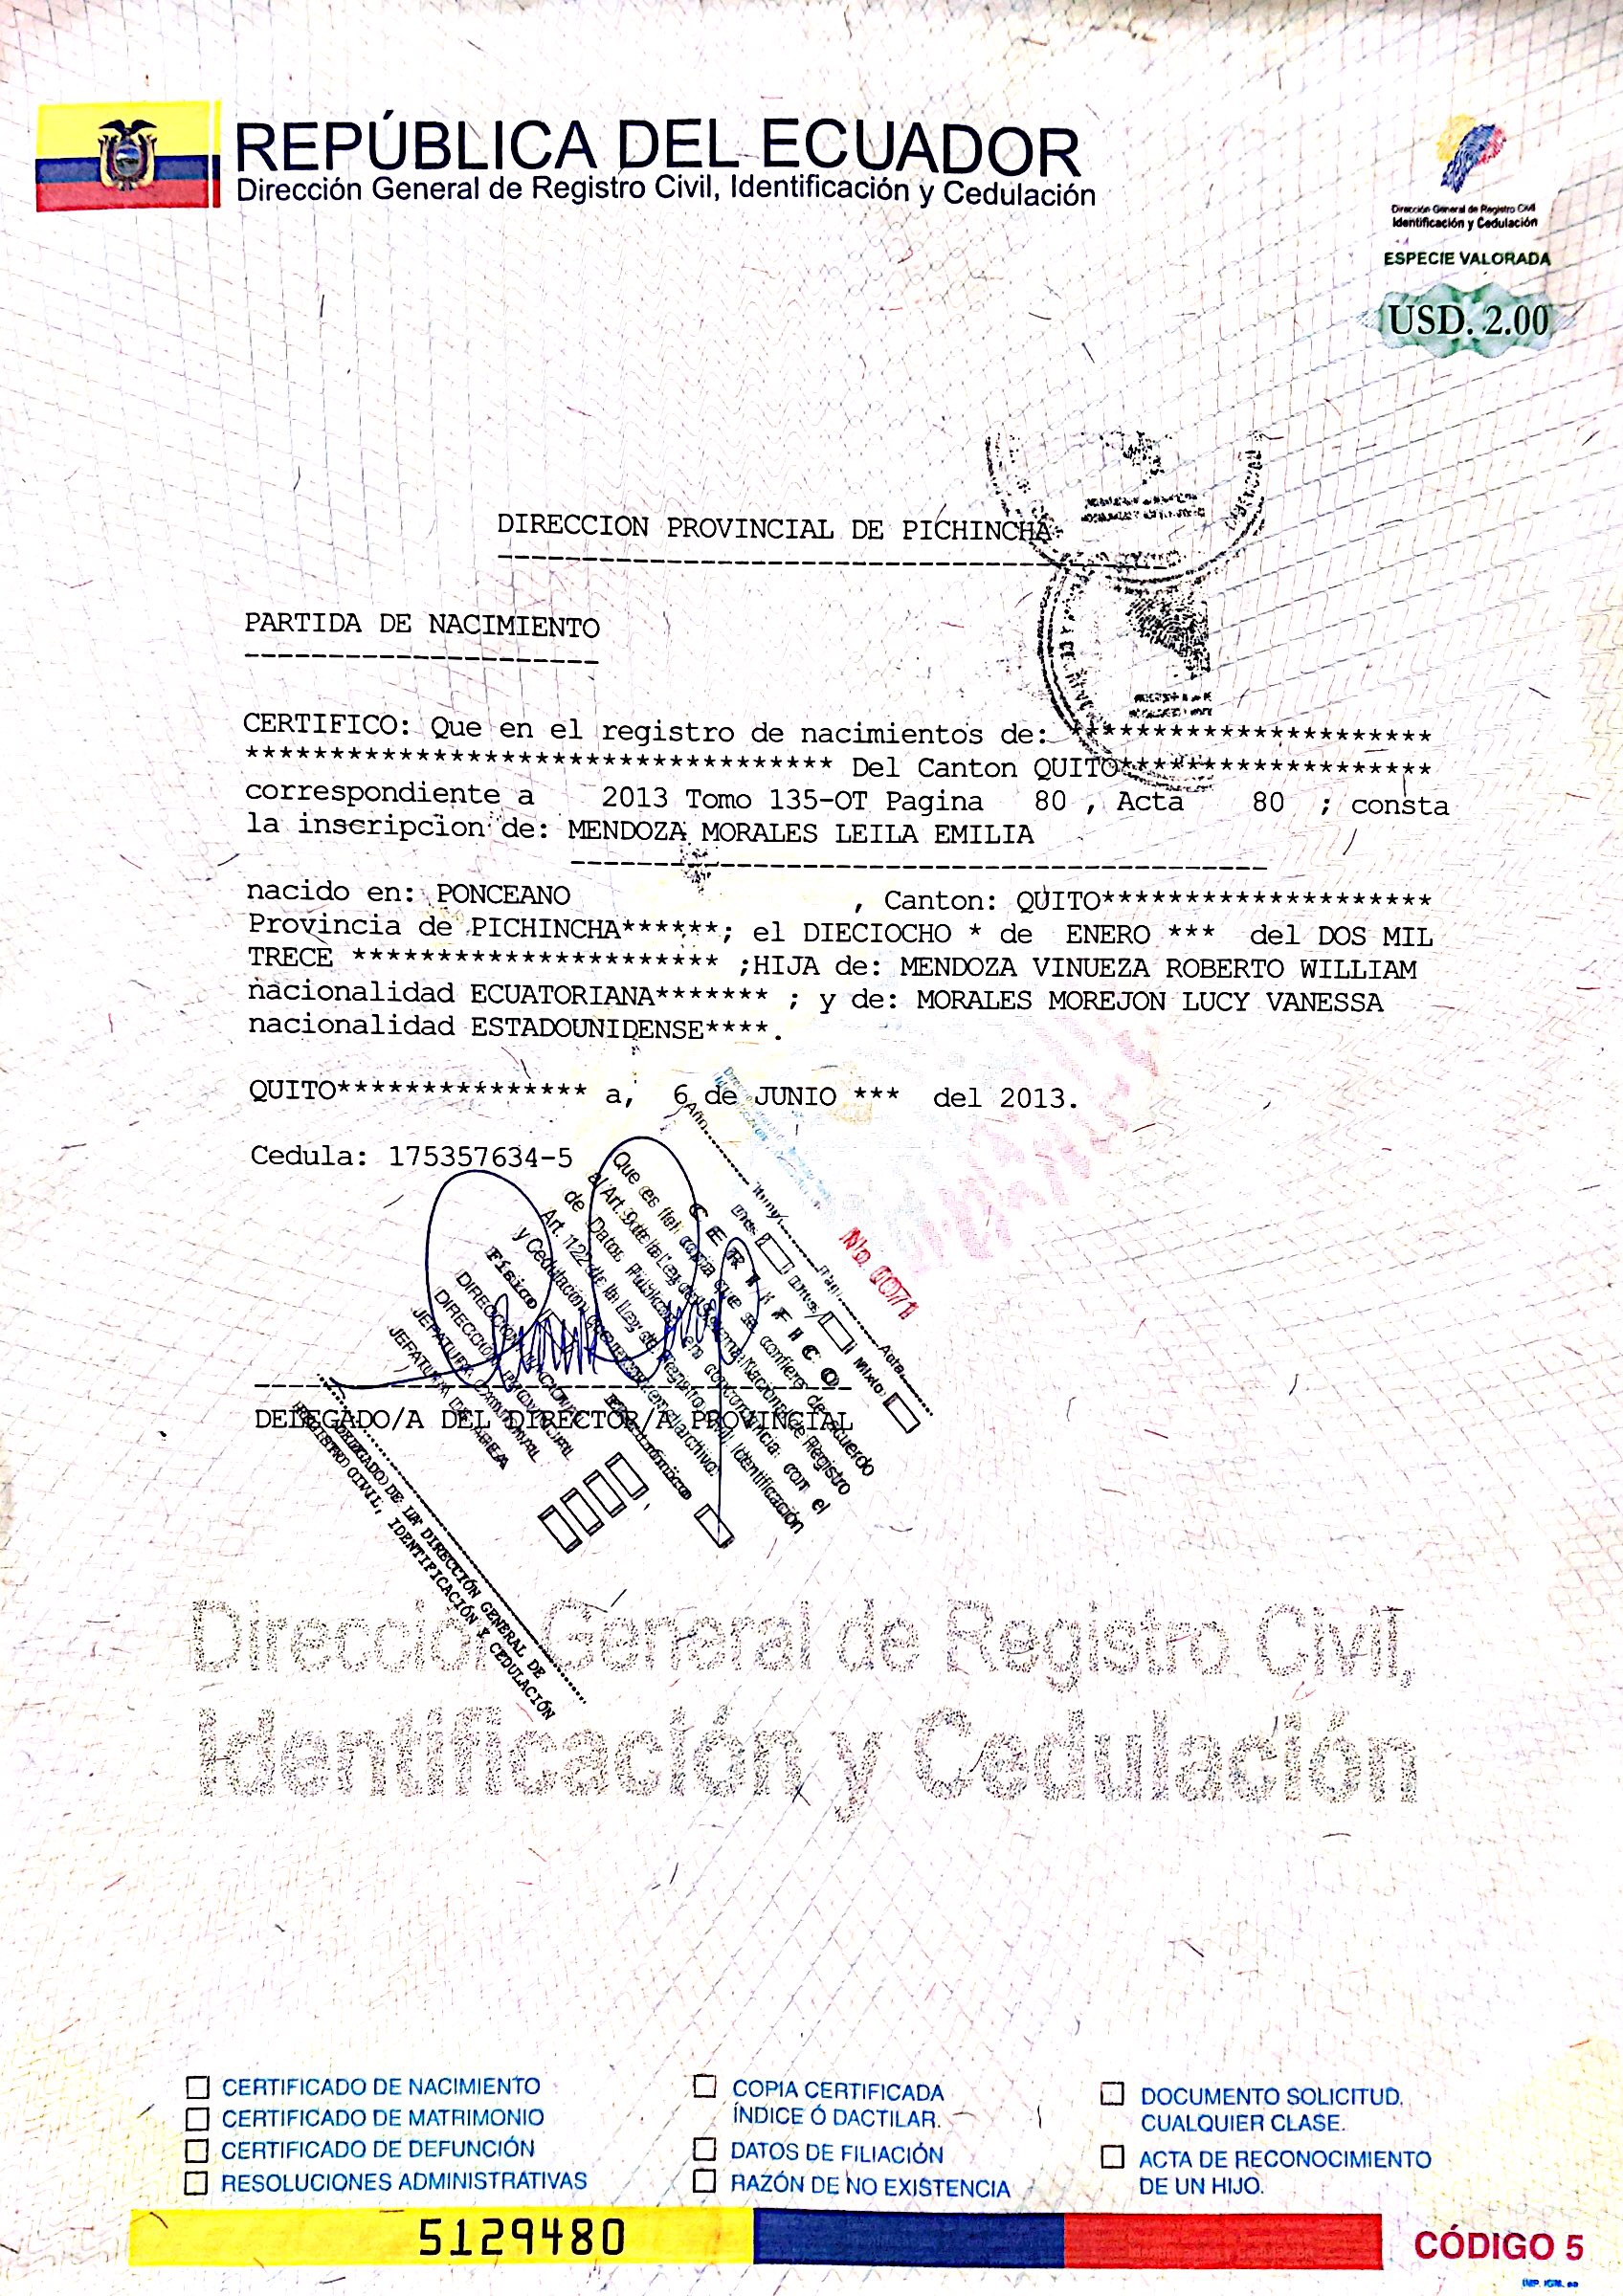 REPÚBLICA DEL ECUADOR
Dirección General de Registro Civil, Identificación y Cedulación
Dirección General de Registro Civil
Identificación y Cedulación
ESPECIE VALORADA
USD. 2.00
DIRECCION PROVINCIAL DE PICHINCHA
------------------------------------
PARTIDA DE NACIMIENTO
---------------------
CERTIFICO: Que en el registro de nacimientos de: *********************
*********************************** Del Canton QUITO*******************
correspondiente a 2013 Tomo 135-OT Pagina 80 , Acta 80 ; consta
la inscripcion de: MENDOZA MORALES LEILA EMILIA
-----------------------------------------
nacido en: PONCEANO , Canton: QUITO********************
Provincia de PICHINCHA******; el DIECIOCHO * de ENERO *** del DOS MIL
TRECE ********************** ;HIJA de: MENDOZA VINUEZA ROBERTO WILLIAM
nacionalidad ECUATORIANA******* ; y de: MORALES MOREJON LUCY VANESSA
nacionalidad ESTADOUNIDENSE****.
QUITO*************** a, 6 de JUNIO *** del 2013.
Cedula: 175357634-5
Año Tomo Pag. Acta
Mixto
No. 0071
CERTIFICO
Que es fiel copia que se confiere de acuerdo
al Art. de la Ley del Sistema Nacional de Registro
de Datos Públicos en concordancia con el
Art. 122 de la Ley de Registro Civil, Identificación
y Cedulación archivo:
Físico
DIRECCIÓN NACIONAL
DIRECCIÓN PROVINCIAL
JEFATURA CANTONAL
JEFATURA DE AREA
DELEGADO/A DEL DIRECTOR/A PROVINCIAL
DELEGADO DE LA DIRECCIÓN GENERAL DE
REGISTRO CIVIL, IDENTIFICACIÓN Y CEDULACIÓN
Dirección General de Registro Civil,
Identificación y Cedulación
CERTIFICADO DE NACIMIENTO
CERTIFICADO DE MATRIMONIO
CERTIFICADO DE DEFUNCIÓN
RESOLUCIONES ADMINISTRATIVAS
COPIA CERTIFICADA
ÍNDICE Ó DACTILAR.
DATOS DE FILIACIÓN
RAZÓN DE NO EXISTENCIA
DOCUMENTO SOLICITUD.
CUALQUIER CLASE.
ACTA DE RECONOCIMIENTO
DE UN HIJO.
5129480
CÓDIGO 5